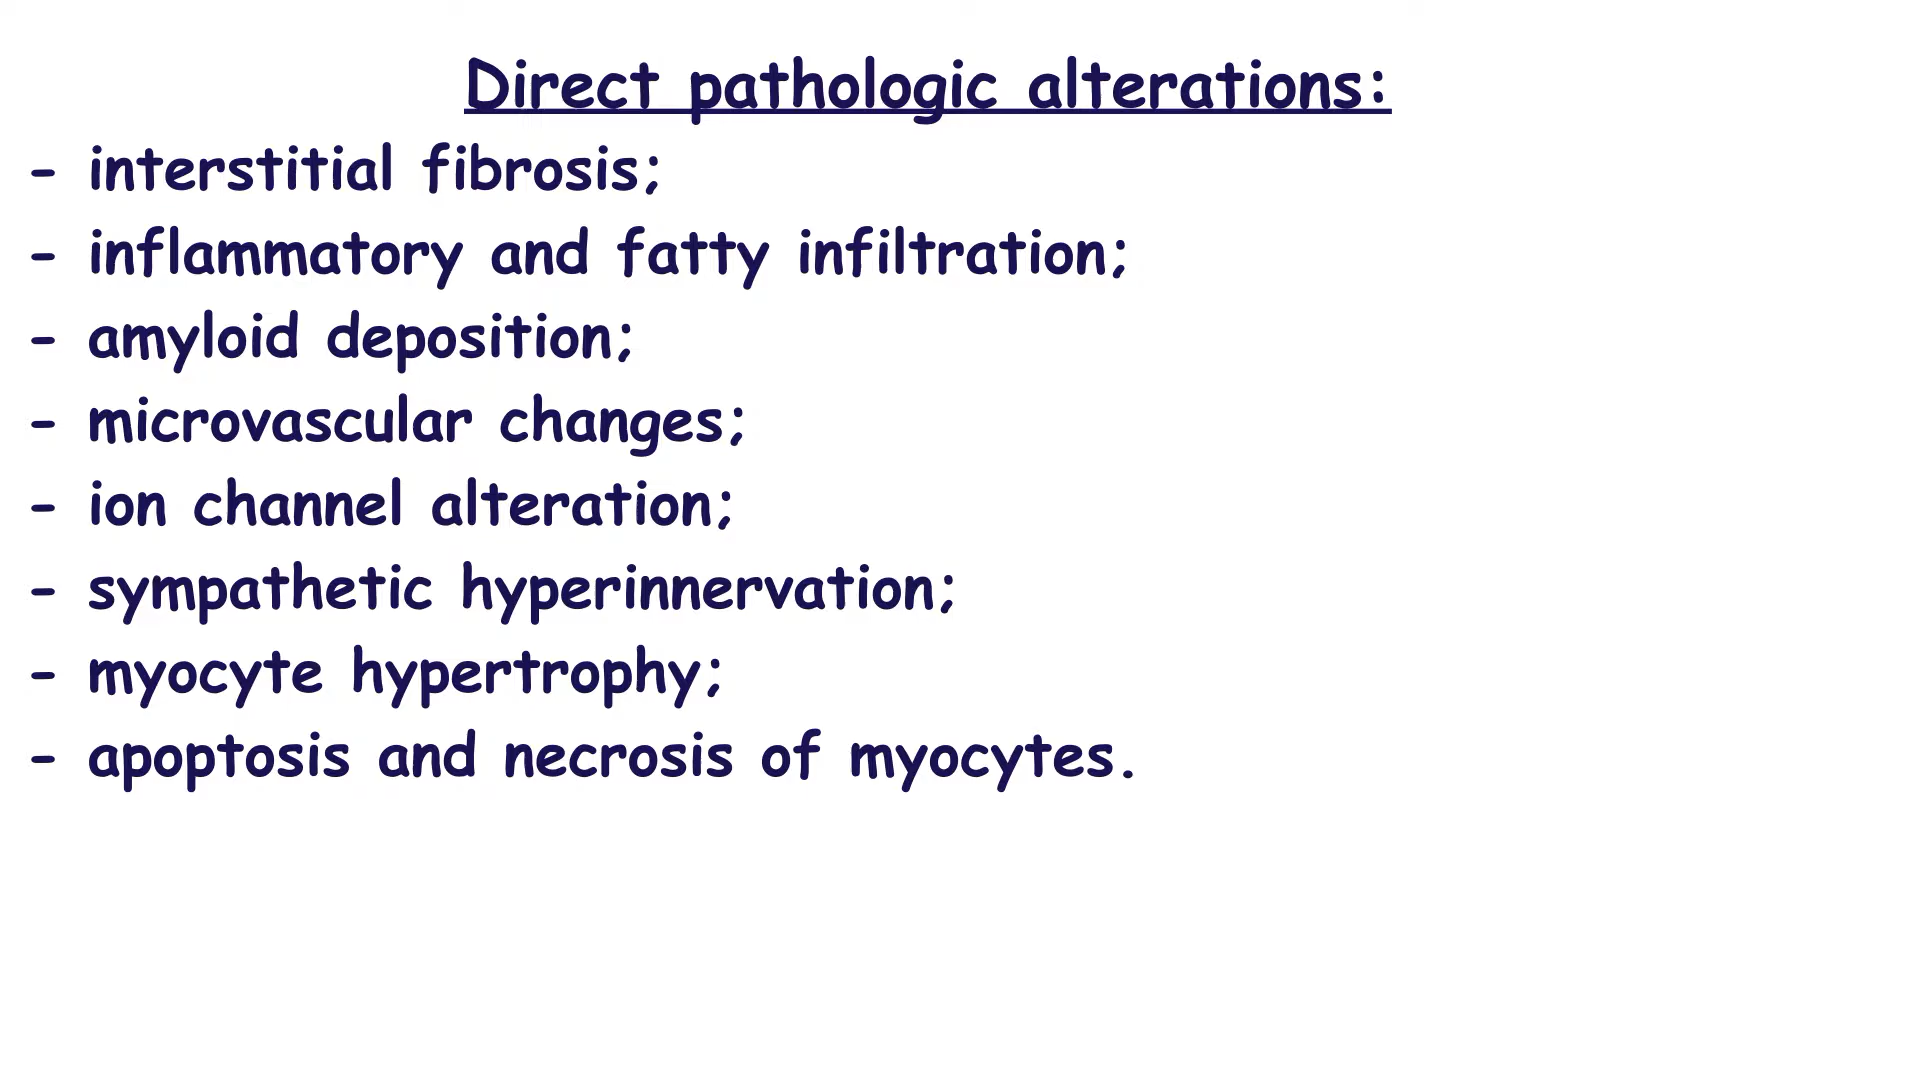 Direct pathologic alterations:
- interstitial fibrosis;
- inflammatory and fatty infiltration;
- amyloid deposition;
- microvascular changes;
- ion channel alteration;
- sympathetic hyperinnervation;
- myocyte hypertrophy;
- apoptosis and necrosis of myocytes.